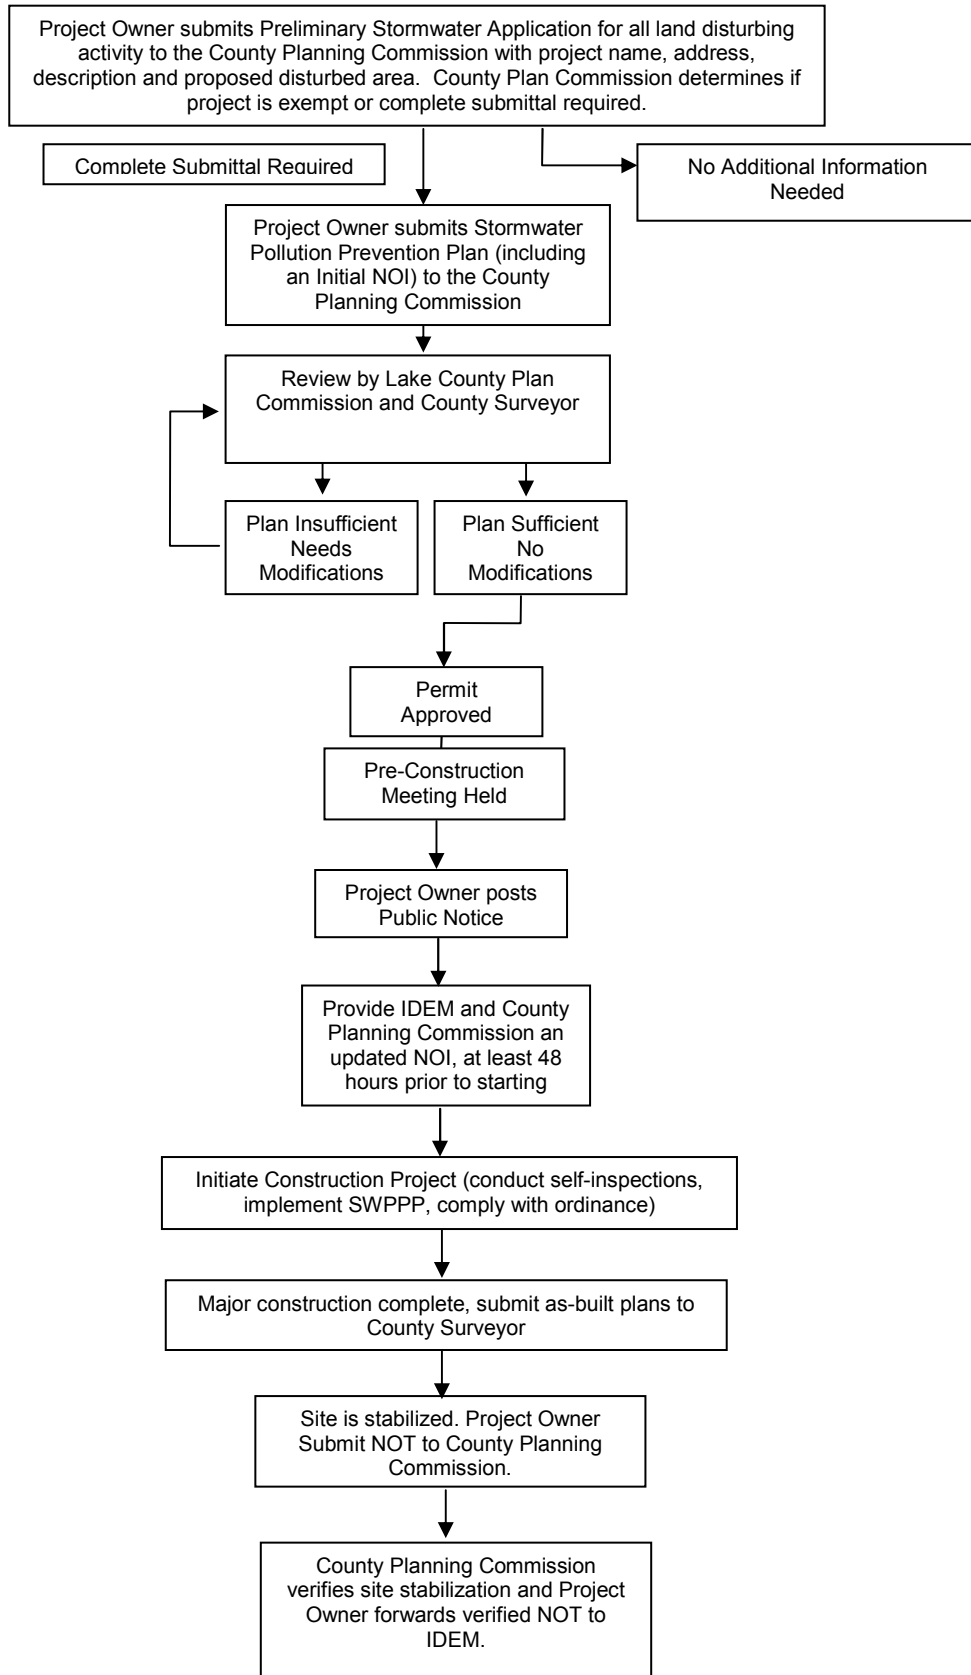 Project Owner submits Preliminary Stormwater Application for all land disturbing
activity to the County Planning Commission with project name, address,
description and proposed disturbed area.  County Plan Commission determines if
project is exempt or complete submittal required.
Complete Submittal Required
No Additional Information
Needed
Project Owner submits Stormwater
Pollution Prevention Plan (including
an Initial NOI) to the County
Planning Commission
Review by Lake County Plan
Commission and County Surveyor
Plan Insufficient
Needs
Modifications
Plan Sufficient
No
Modifications
Permit
Approved
Pre-Construction
Meeting Held
Project Owner posts
Public Notice
Provide IDEM and County
Planning Commission an
updated NOI, at least 48
hours prior to starting
Initiate Construction Project (conduct self-inspections,
implement SWPPP, comply with ordinance)
Major construction complete, submit as-built plans to
County Surveyor
Site is stabilized. Project Owner
Submit NOT to County Planning
Commission.
County Planning Commission
verifies site stabilization and Project
Owner forwards verified NOT to
IDEM.